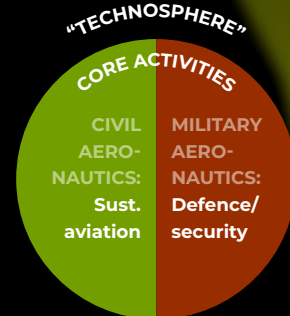 “TECHNOSPHERE”
CORE ACTIVITIES
CIVIL
AERO-
NAUTICS:
Sust.
aviation
MILITARY
AERO-
NAUTICS:
Defence/
security